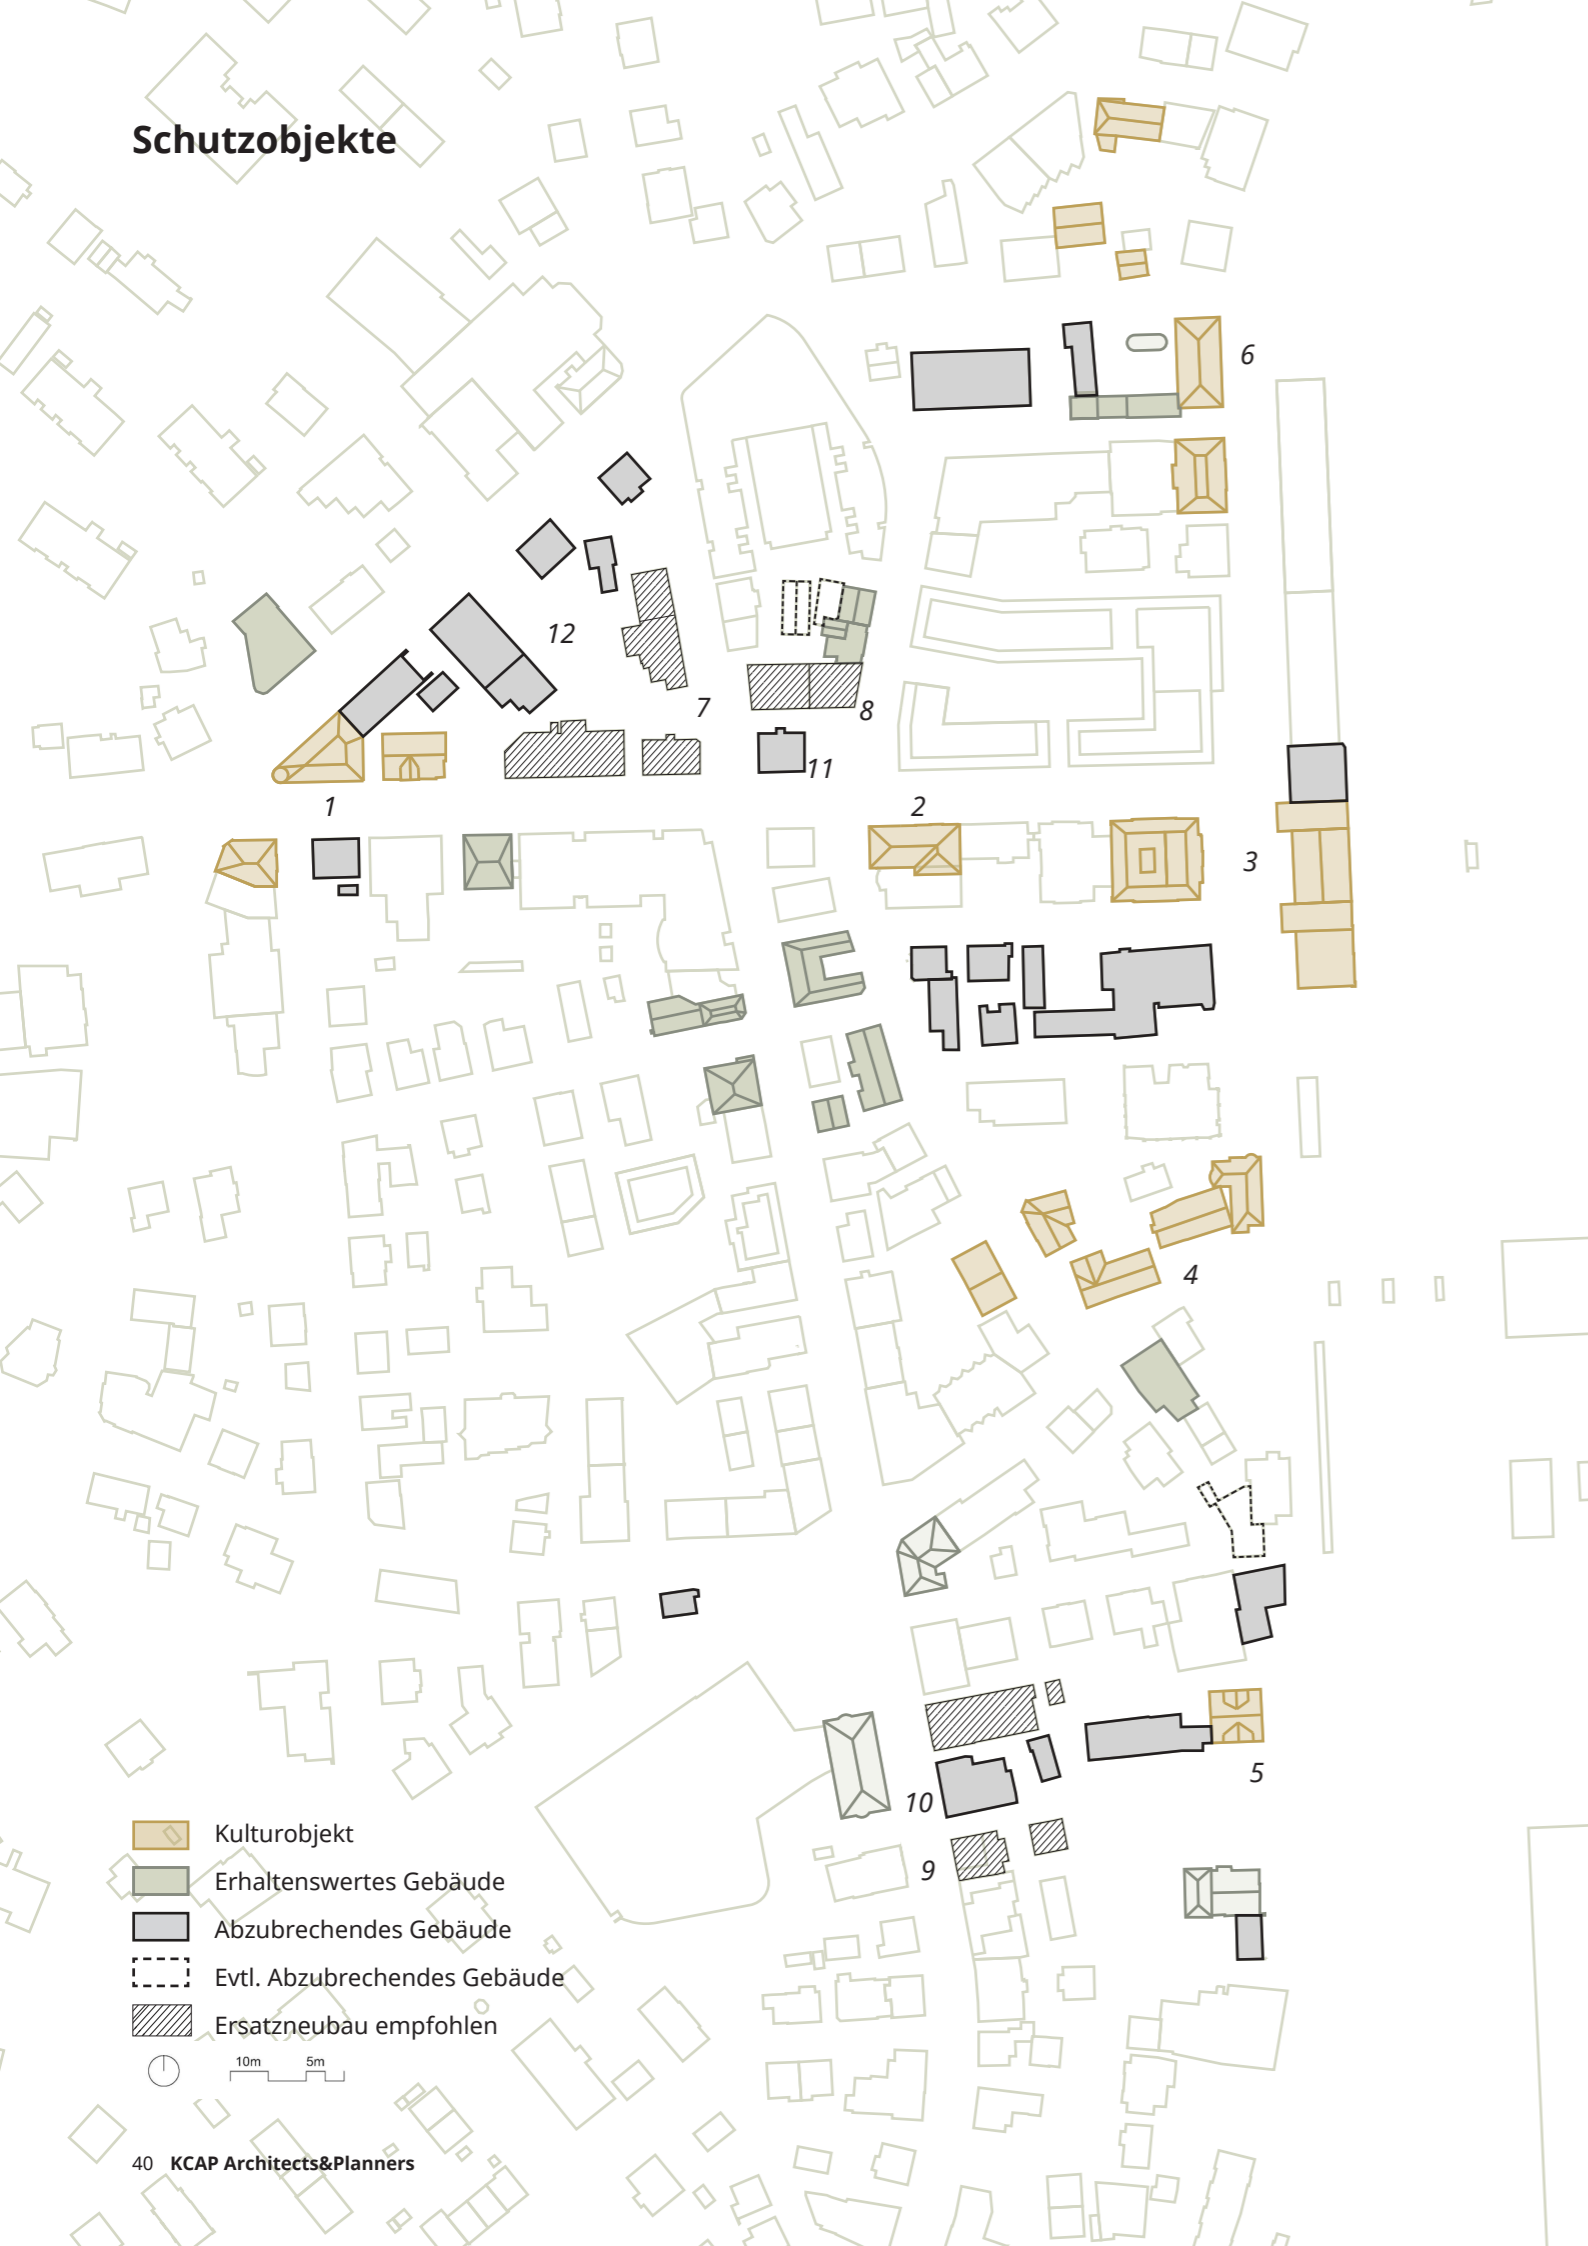 Schutzobjekte
6
12
7
8
11
1
2
3
4
5
10
9
Kulturobjekt
Erhaltenswertes Gebäude
Abzubrechendes Gebäude
Evtl. Abzubrechendes Gebäude
Ersatzneubau empfohlen
10m 5m
40 KCAP Architects&Planners